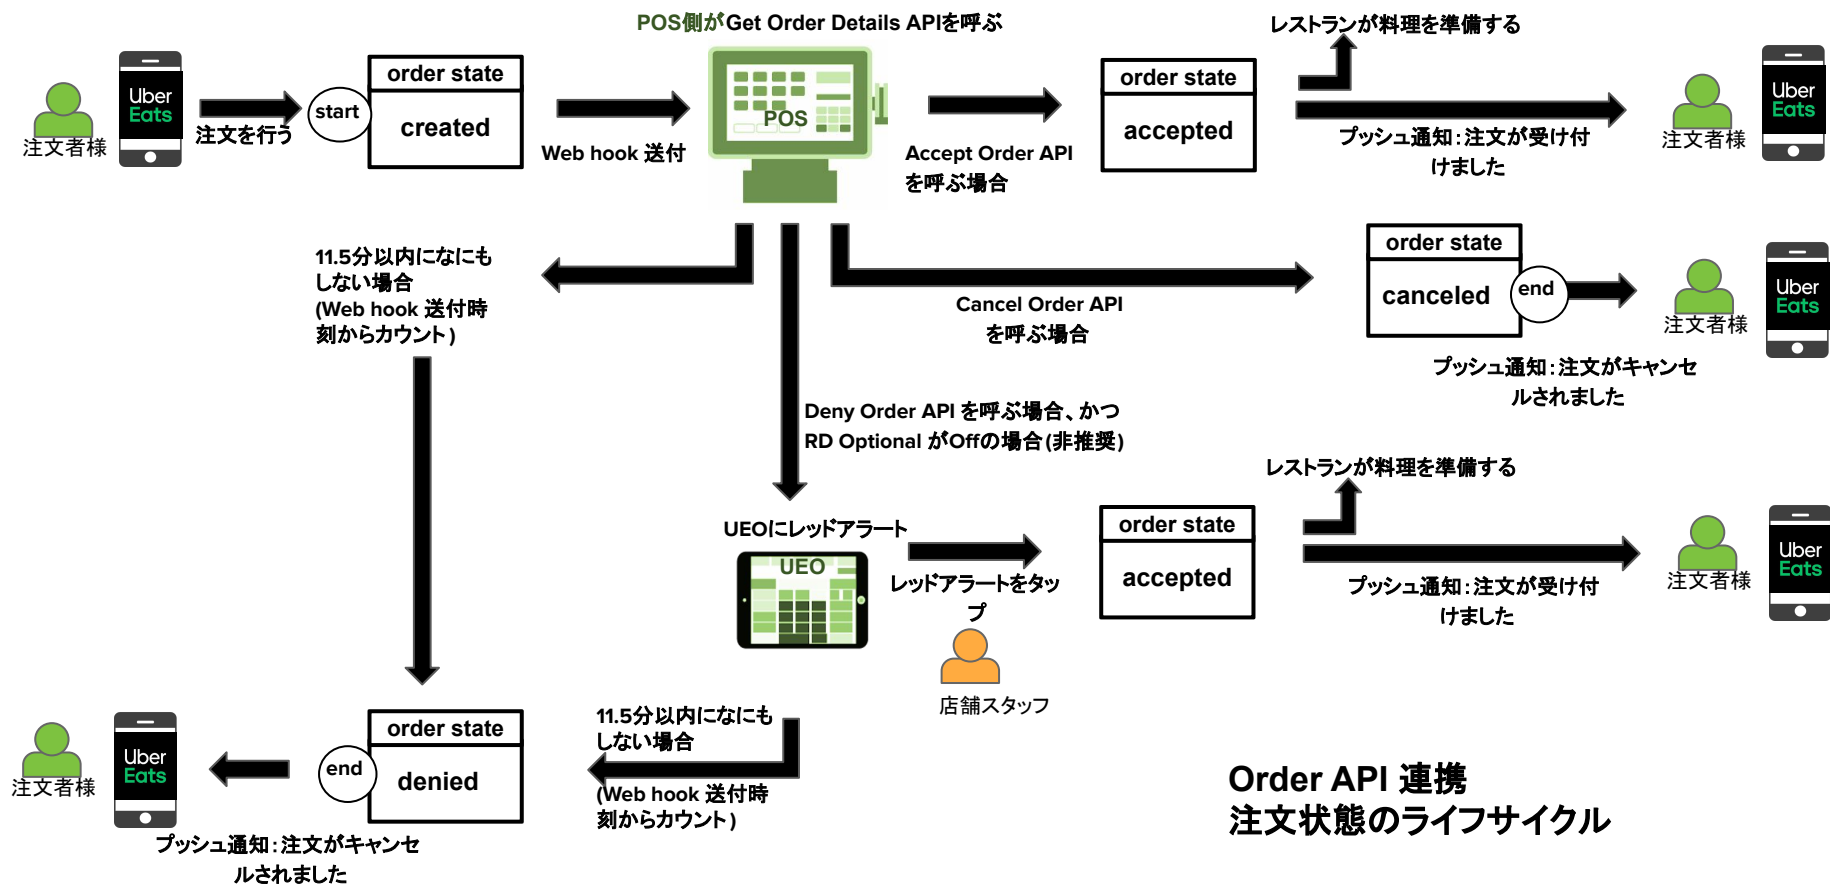 POS側がGet Order Details APIを呼ぶ
レストランが料理を準備する
Uber
Eats
注文者様
注文を行う
start
order state
created
Web hook 送付
POS
Accept Order API
を呼ぶ場合
order state
accepted
プッシュ通知：注文が受け付
けました
注文者様
Uber
Eats
11.5分以内になにも
しない場合
(Web hook 送付時
刻からカウント)
Cancel Order API
を呼ぶ場合
order state
canceled
end
注文者様
Uber
Eats
プッシュ通知：注文がキャンセ
ルされました
Deny Order API を呼ぶ場合、かつ
RD Optional がOffの場合(非推奨)
UEOにレッドアラート
UEO
レッドアラートをタッ
プ
店舗スタッフ
order state
accepted
レストランが料理を準備する
プッシュ通知：注文が受け付
けました
注文者様
Uber
Eats
11.5分以内になにも
しない場合
(Web hook 送付時
刻からカウント)
order state
denied
end
Uber
Eats
注文者様
プッシュ通知：注文がキャンセ
ルされました
Order API 連携
注文状態のライフサイクル